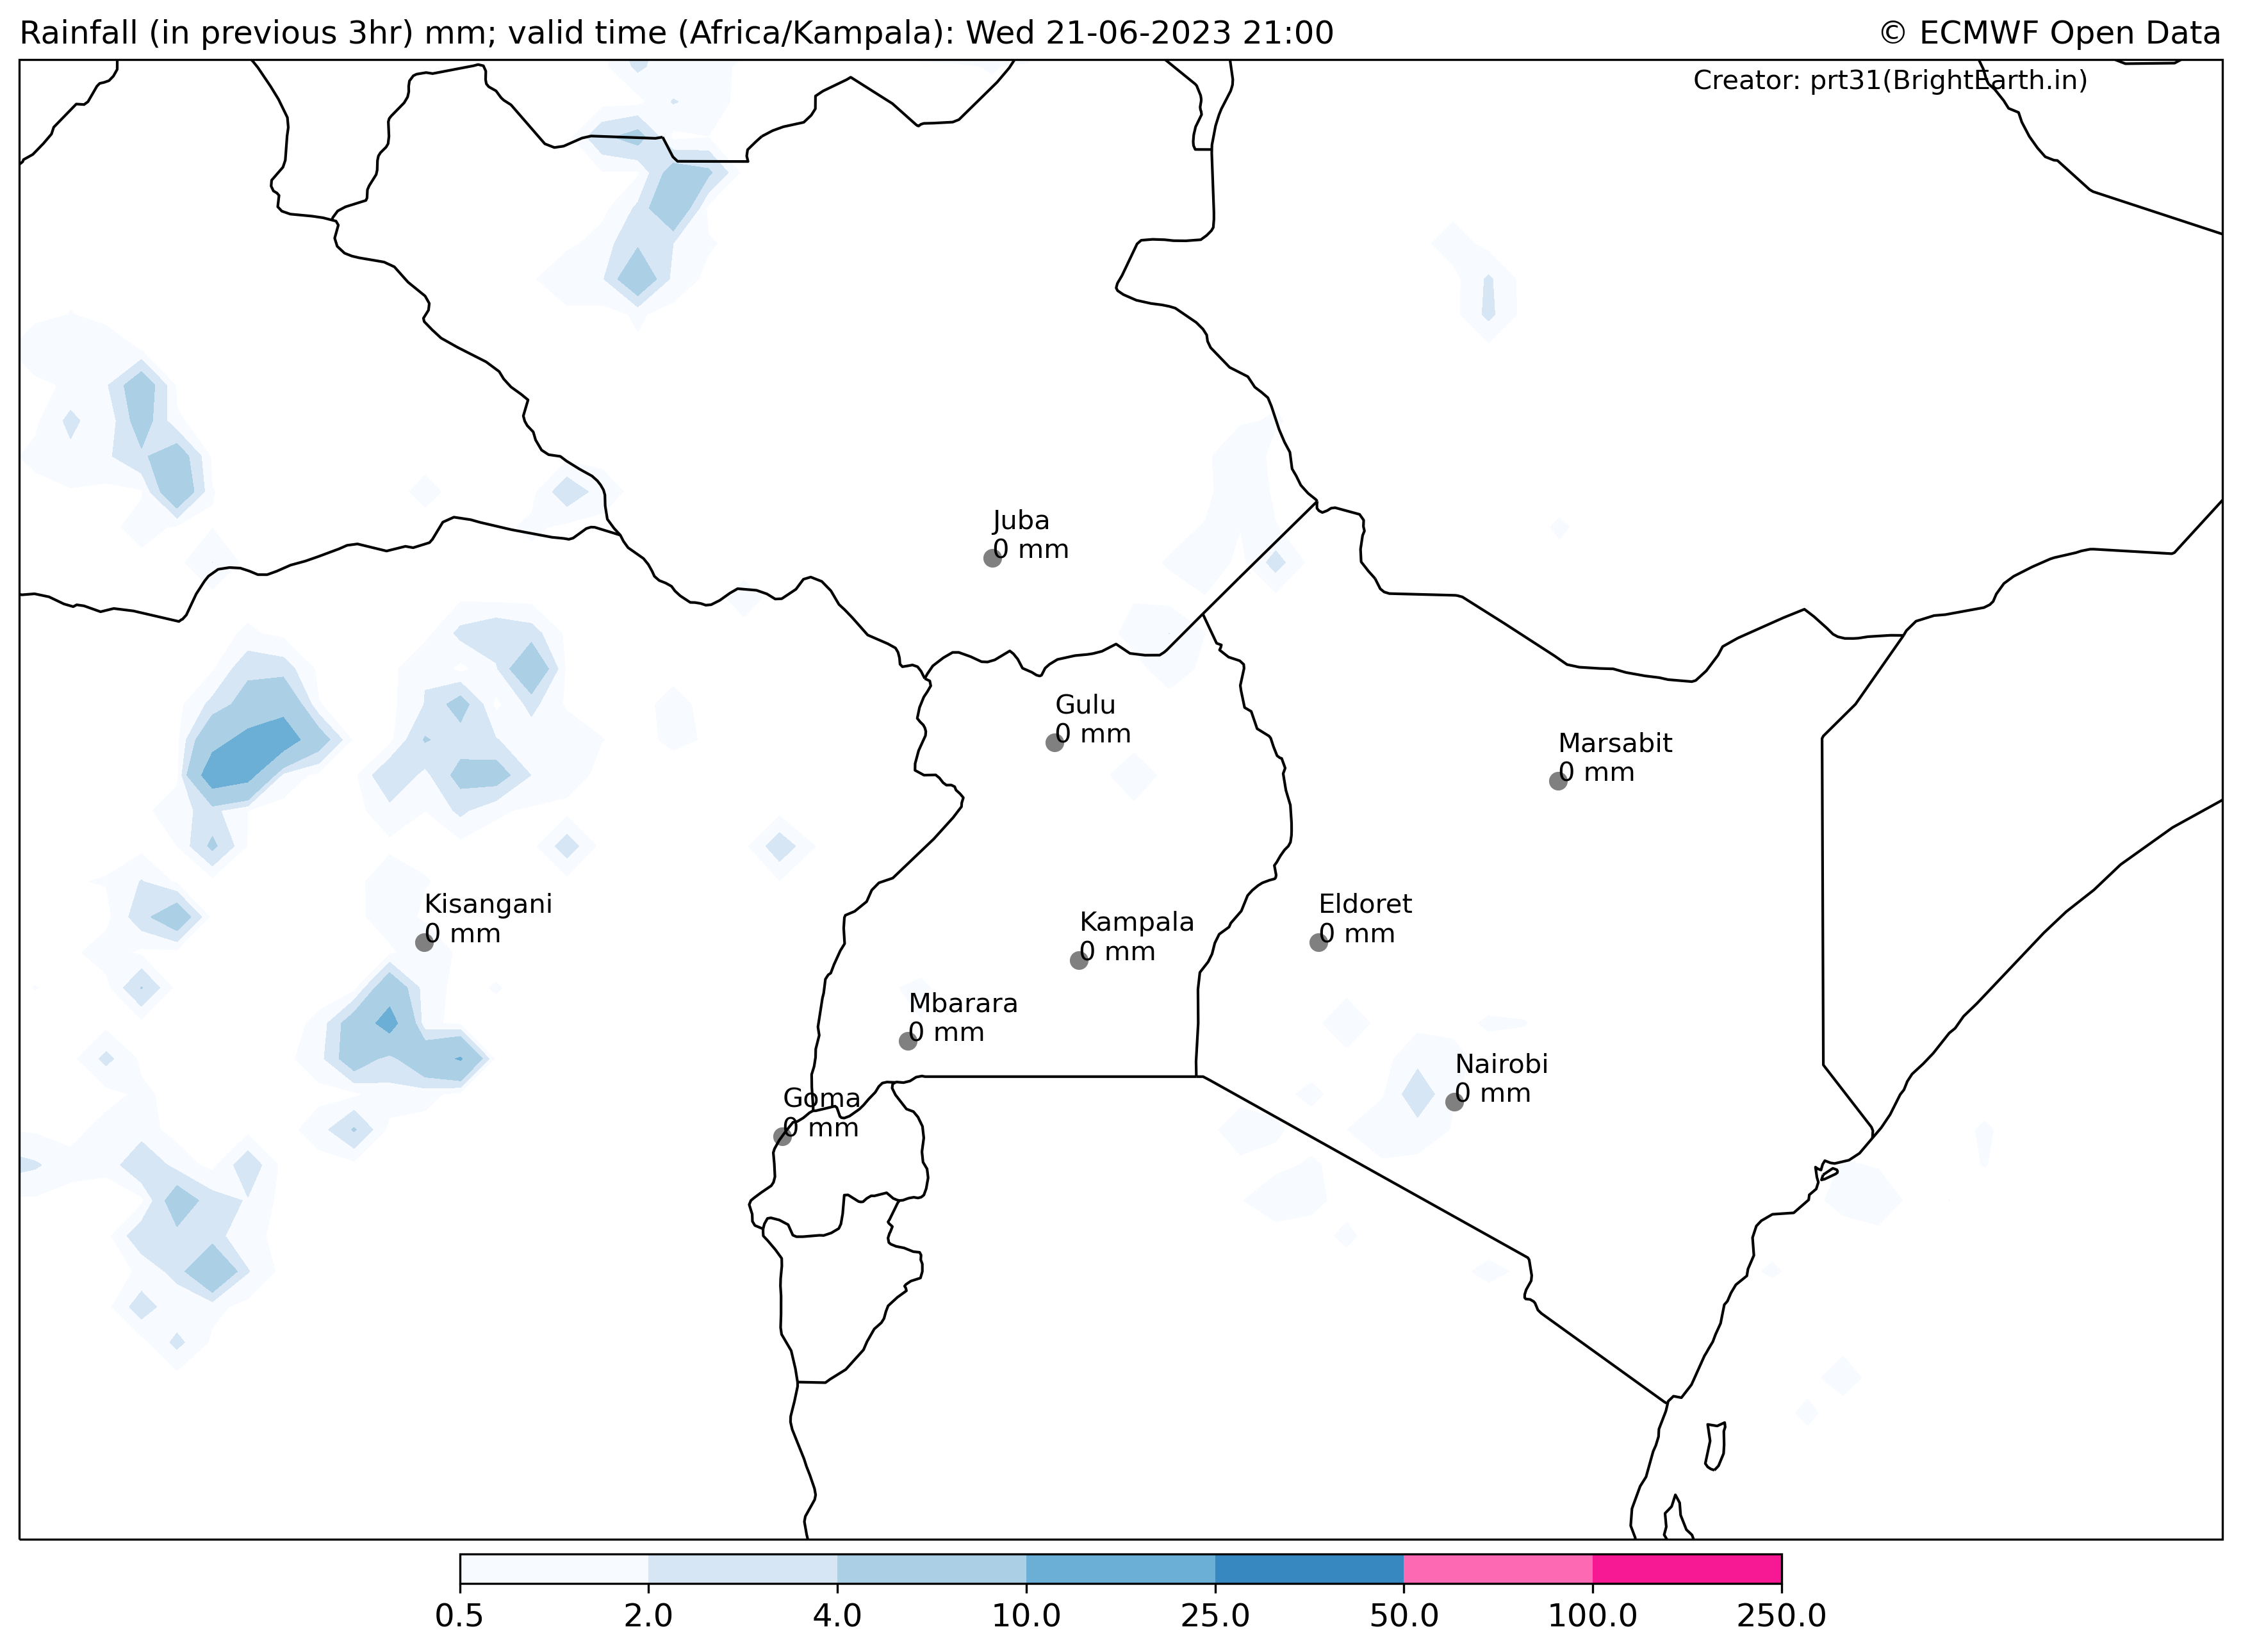 Rainfall (in previous 3hr) mm; valid time (Africa/Kampala): Wed 21-06-2023 21:00
© ECMWF Open Data
Creator: prt31(BrightEarth.in)
Juba
0 mm
Gulu
0 mm
Marsabit
0 mm
Kisangani
0 mm
Kampala
0 mm
Eldoret
0 mm
Mbarara
0 mm
Nairobi
0 mm
Goma
0 mm
0.5 2.0 4.0 10.0 25.0 50.0 100.0 250.0